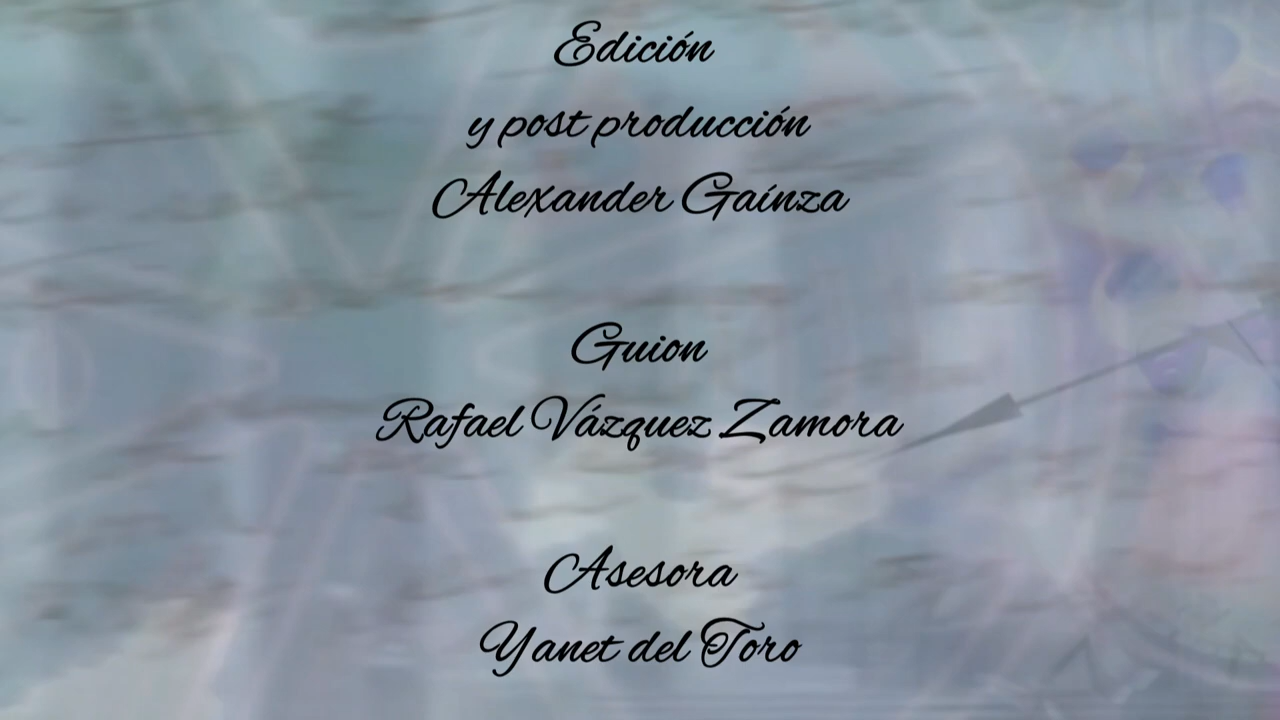 Edición
y post producción
Alexander Gaínza
Guion
Rafael Vázquez Zamora
Asesora
Yanet del Toro